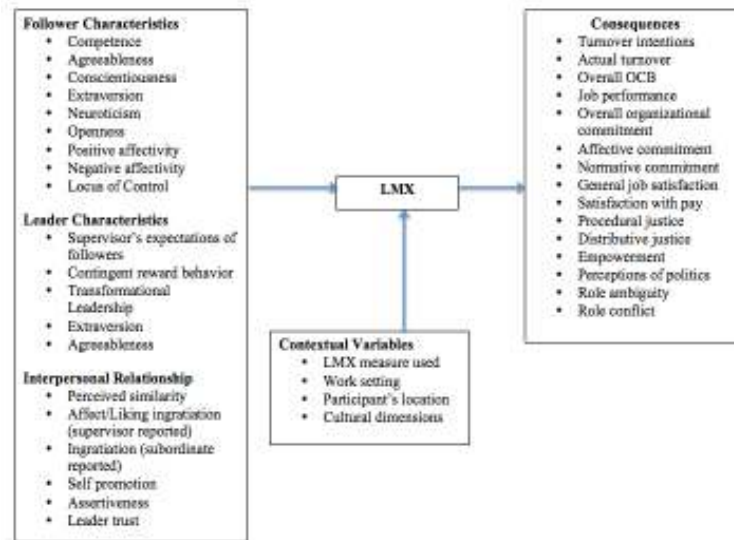 Follower Characteristics
• Competence
• Agreeableness
• Conscientiousness
• Extraversion
• Neuroticism
• Openness
• Positive affectivity
• Negative affectivity
• Locus of Control
Leader Characteristics
• Supervisor's expectations of
followers
• Contingent reward behavior
• Transformational
Leadership
• Extraversion
• Agreeableness
Interpersonal Relationship
• Perceived similarity
• Affect/Liking ingratiation
(supervisor reported)
• Ingratiation (subordinate
reported)
• Self promotion
• Assertiveness
• Leader trust
LMX
Contextual Variables
• LMX measure used
• Work setting
• Participant's location
• Cultural dimensions
Consequences
• Turnover intentions
• Actual turnover
• Overall OCB
• Job performance
• Overall organizational
commitment
• Affective commitment
• Normative commitment
• General job satisfaction
• Satisfaction with pay
• Procedural justice
• Distributive justice
• Empowerment
• Perceptions of politics
• Role ambiguity
• Role conflict